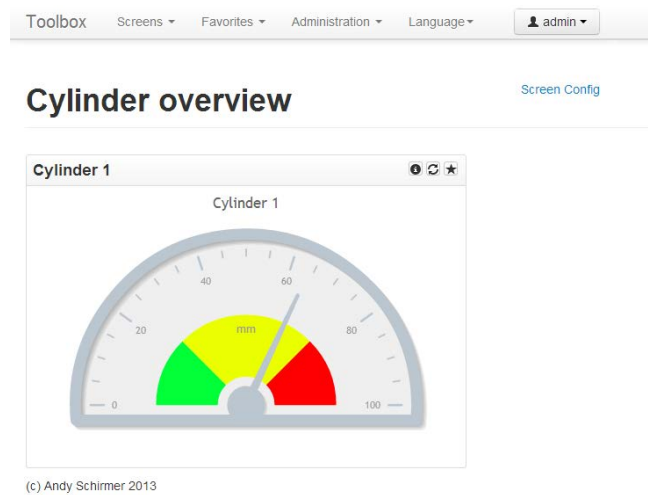 Toolbox Screens Favorites Administration Language admin
Cylinder overview Screen Config
Cylinder 1
Cylinder 1
40 60
20 mm 80
0 100
(c) Andy Schirmer 2013